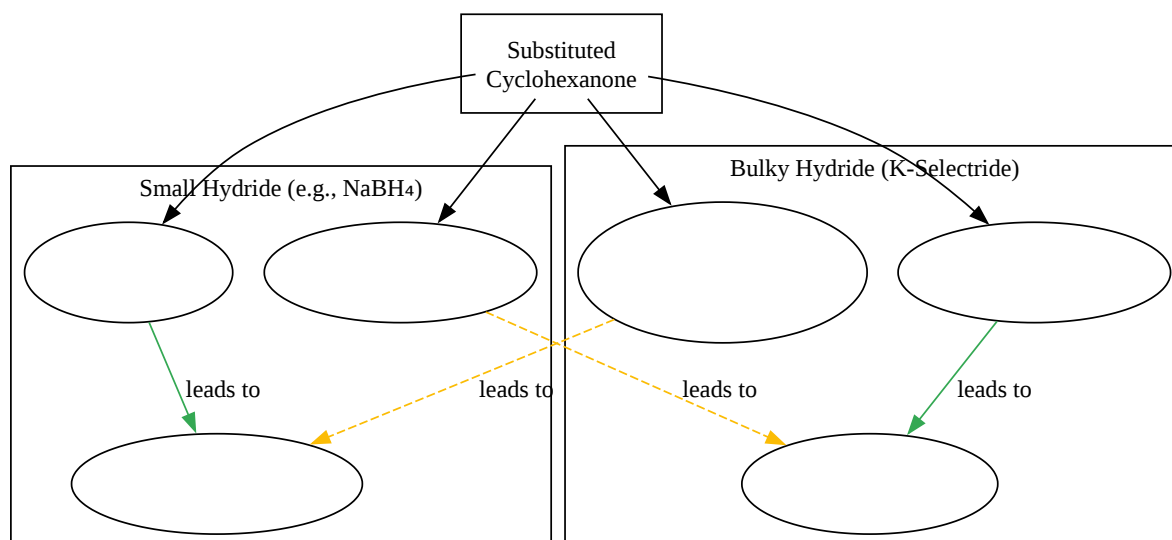 Substituted
Cyclohexanone
Small Hydride (e.g., NaBH₄)
Bulky Hydride (K-Selectride)
leads to
leads to
leads to
leads to